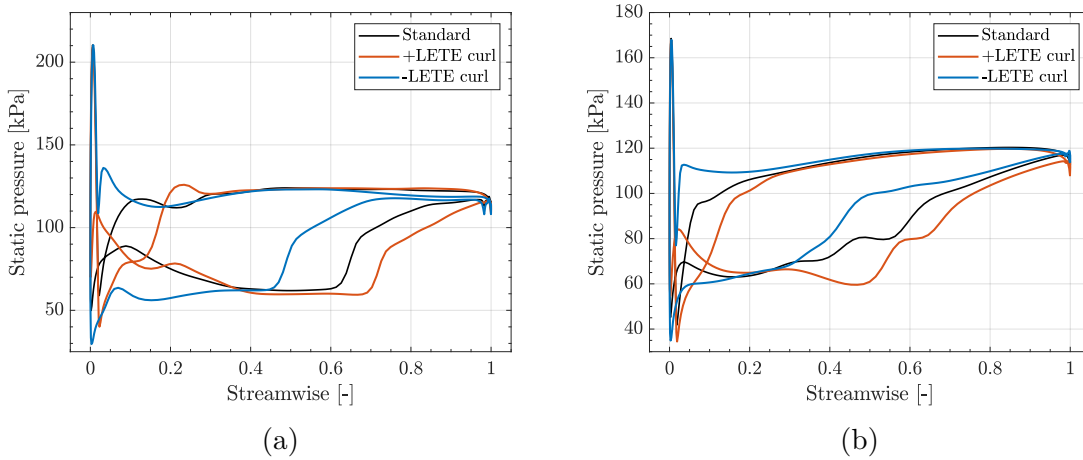 Standard
+LETE curl
-LETE curl
200
150
100
50
Static pressure [kPa]
0
0.2
0.4
0.6
0.8
1
Streamwise [-]
(a)
180
160
140
120
100
80
60
40
Static pressure [kPa]
Standard
+LETE curl
-LETE curl
0
0.2
0.4
0.6
0.8
1
Streamwise [-]
(b)